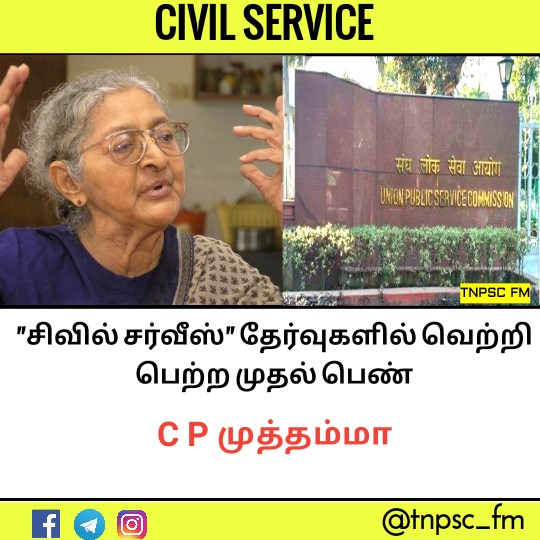 CIVIL SERVICE
संघ लोक सेवा आयोग
UNION PUBLIC SERVICE COMMISSION
TNPSC FM
"சிவில் சர்வீஸ்" தேர்வுகளில் வெற்றி
பெற்ற முதல் பெண்
C P முத்தம்மா
@tnpsc_fm